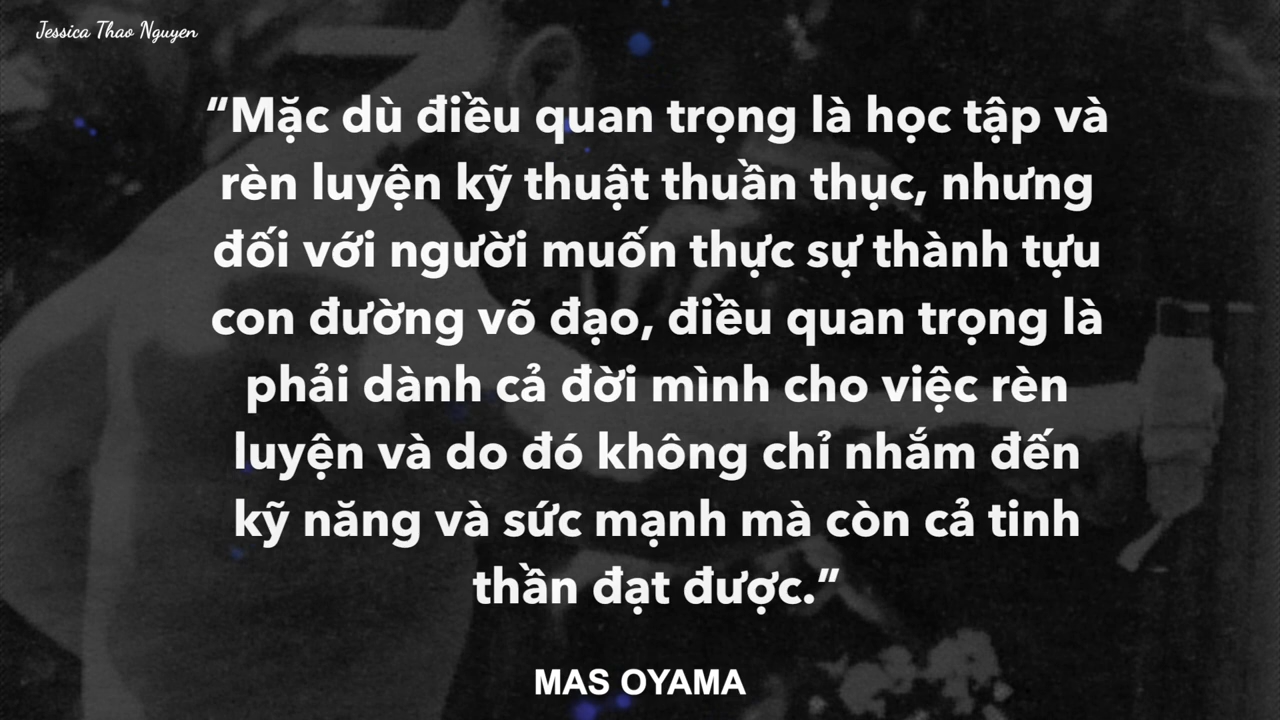 Jessica Thao Nguyen
“Mặc dù điều quan trọng là học tập và
rèn luyện kỹ thuật thuần thục, nhưng
đối với người muốn thực sự thành tựu
con đường võ đạo, điều quan trọng là
phải dành cả đời mình cho việc rèn
luyện và do đó không chỉ nhắm đến
kỹ năng và sức mạnh mà còn cả tinh
thần đạt được.”
MAS OYAMA